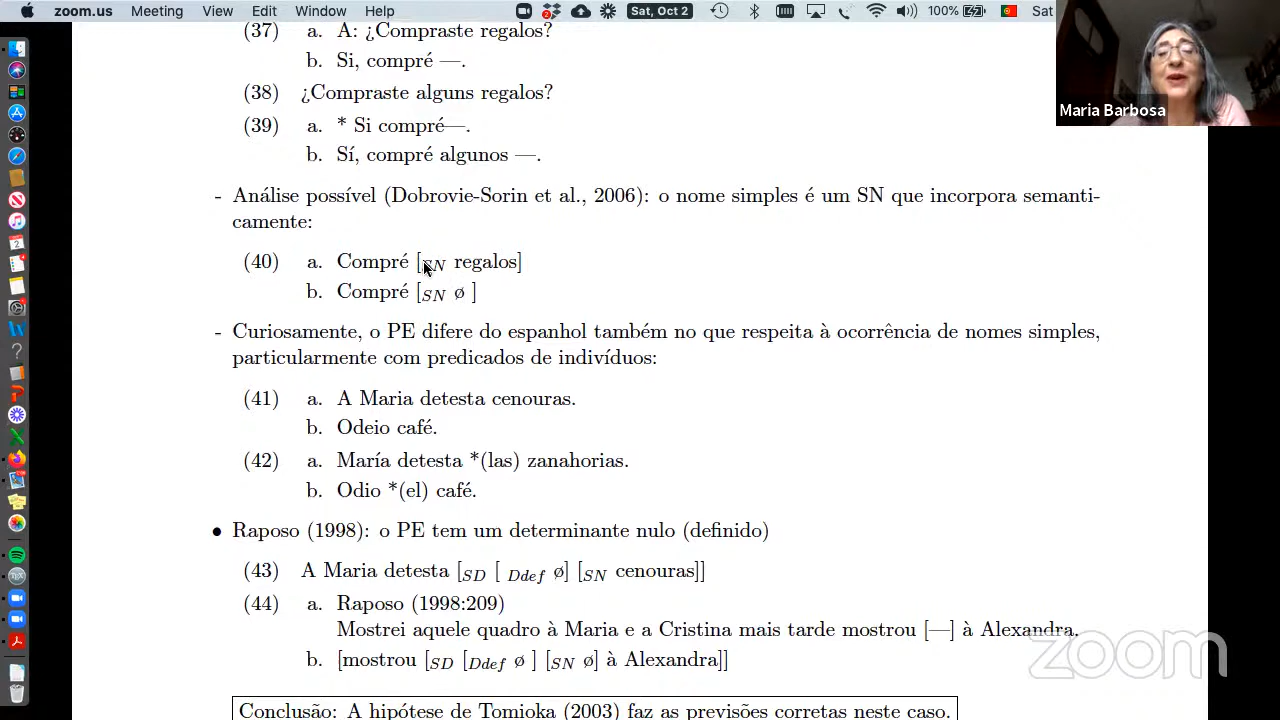 zoom.us Meeting View Edit Window Help Sat, Oct 2 100% Sat
(37) a. A: ¿Compraste regalos?
b. Si, compré —.
(38) ¿Compraste alguns regalos?
(39) a. * Si compré—.
b. Sí, compré algunos —.
Maria Barbosa
- Análise possível (Dobrovie-Sorin et al., 2006): o nome simples é um SN que incorpora semanti-
camente:
(40) a. Compré [SN regalos]
b. Compré [SN ø ]
- Curiosamente, o PE difere do espanhol também no que respeita à ocorrência de nomes simples,
particularmente com predicados de indivíduos:
(41) a. A Maria detesta cenouras.
b. Odeio café.
(42) a. María detesta *(las) zanahorias.
b. Odio *(el) café.
• Raposo (1998): o PE tem um determinante nulo (definido)
(43) A Maria detesta [SD [ Ddef ø] [SN cenouras]]
(44) a. Raposo (1998:209)
Mostrei aquele quadro à Maria e a Cristina mais tarde mostrou [—] à Alexandra.
b. [mostrou [SD [Ddef ø ] [SN ø] à Alexandra]]
zoom
Conclusão: A hipótese de Tomioka (2003) faz as previsões corretas neste caso.